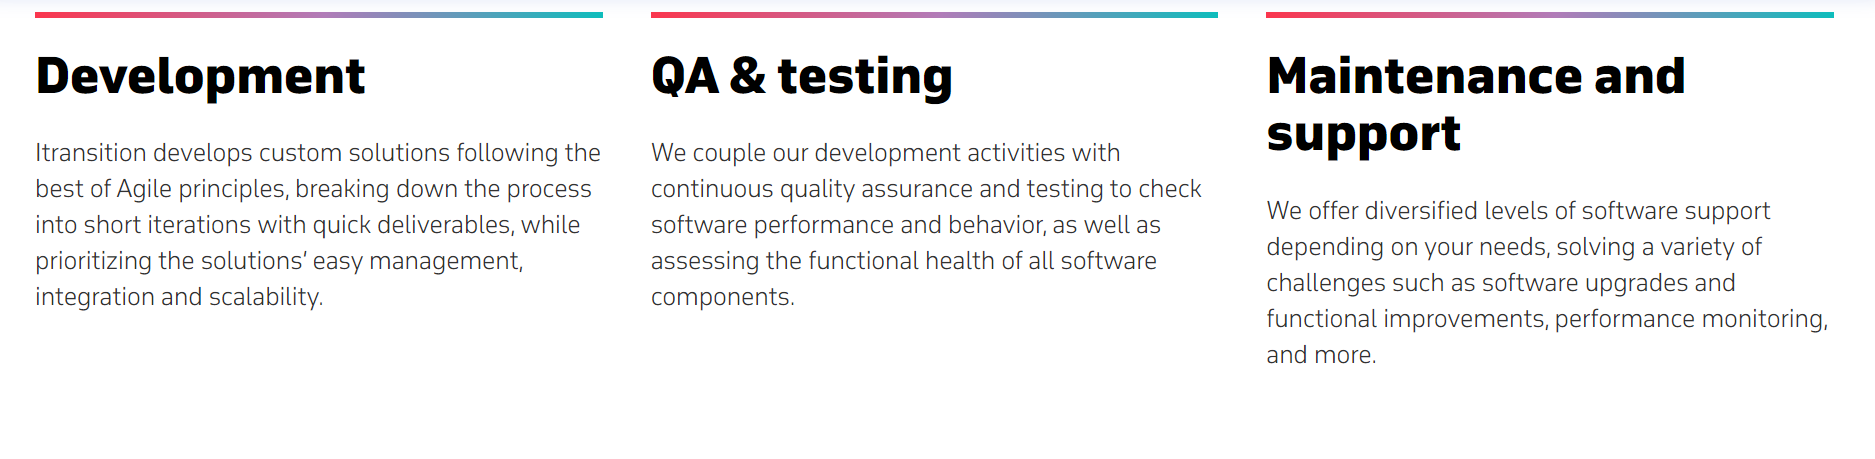 Development
Itransition develops custom solutions following the
best of Agile principles, breaking down the process
into short iterations with quick deliverables, while
prioritizing the solutions’ easy management,
integration and scalability.
QA & testing
We couple our development activities with
continuous quality assurance and testing to check
software performance and behavior, as well as
assessing the functional health of all software
components.
Maintenance and
support
We offer diversified levels of software support
depending on your needs, solving a variety of
challenges such as software upgrades and
functional improvements, performance monitoring,
and more.